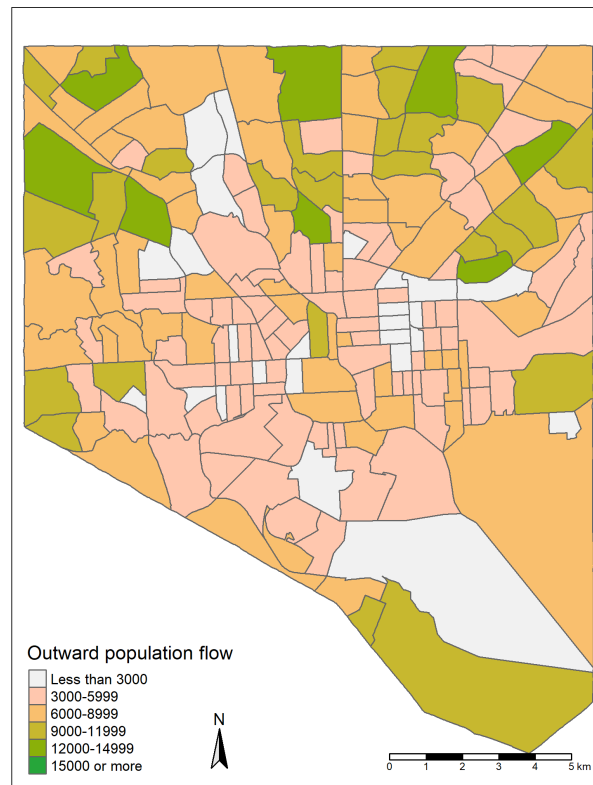 Outward population flow
Less than 3000
3000-5999
6000-8999
9000-11999
12000-14999
15000 or more
N
0 1 2 3 4 5 km